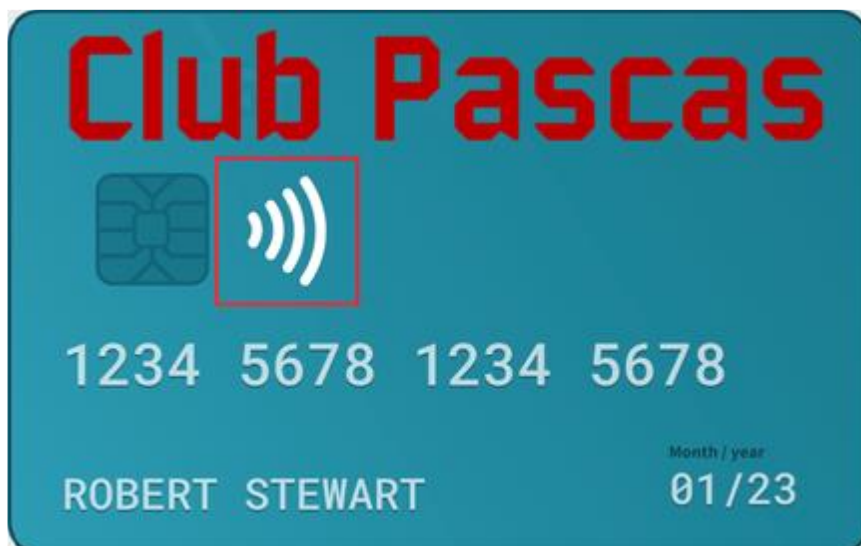 Club Pascas
1234 5678 1234 5678
Month / year
01/23
ROBERT STEWART